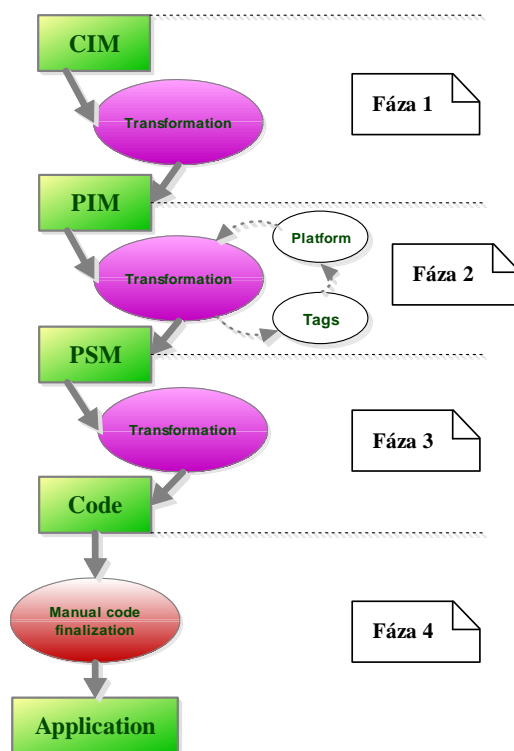 CIM
Transformation
Fáza 1
PIM
Transformation
Platform
Tags
Fáza 2
PSM
Transformation
Fáza 3
Code
Manual code
finalization
Fáza 4
Application